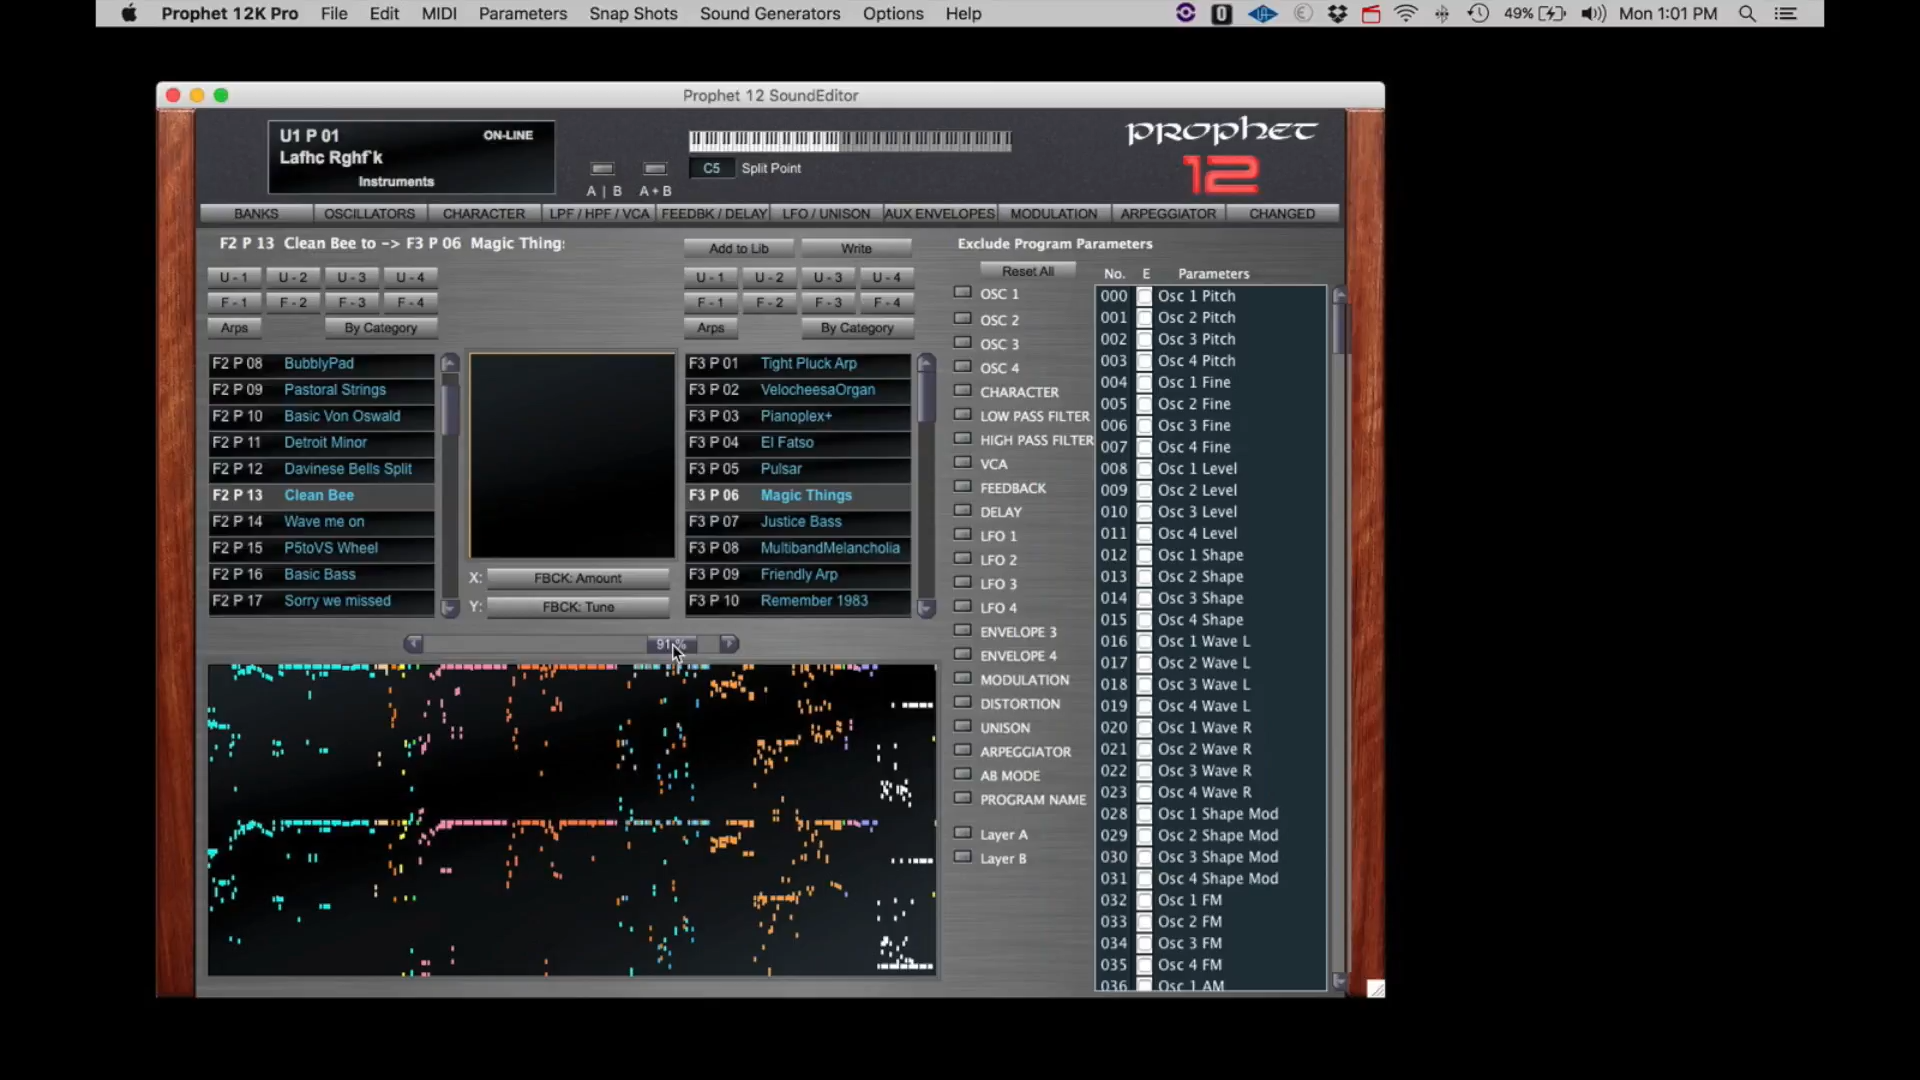 Prophet 12K Pro File Edit MIDI Parameters Snap Shots Sound Generators Options Help 49% Mon 1:01 PM
Prophet 12 SoundEditor
U1 P 01 ON-LINE
Lafhc Rghf`k
Instruments
A | B A+B
C5 Split Point
prophet
12
BANKS OSCILLATORS CHARACTER LPF / HPF / VCA FEEDBK / DELAY LFO / UNISON AUX ENVELOPES MODULATION ARPEGGIATOR CHANGED
F2 P 13 Clean Bee to -> F3 P 06 Magic Thing:
U - 1 U - 2 U - 3 U - 4
F - 1 F - 2 F - 3 F - 4
Arps By Category
F2 P 08 BubblyPad
F2 P 09 Pastoral Strings
F2 P 10 Basic Von Oswald
F2 P 11 Detroit Minor
F2 P 12 Davinese Bells Split
F2 P 13 Clean Bee
F2 P 14 Wave me on
F2 P 15 P5toVS Wheel
F2 P 16 Basic Bass
F2 P 17 Sorry we missed
X: FBCK: Amount
Y: FBCK: Tune
Add to Lib Write
U - 1 U - 2 U - 3 U - 4
F - 1 F - 2 F - 3 F - 4
Arps By Category
F3 P 01 Tight Pluck Arp
F3 P 02 VelocheesaOrgan
F3 P 03 Pianoplex+
F3 P 04 El Fatso
F3 P 05 Pulsar
F3 P 06 Magic Things
F3 P 07 Justice Bass
F3 P 08 MultibandMelancholia
F3 P 09 Friendly Arp
F3 P 10 Remember 1983
91 %
Exclude Program Parameters
Reset All
OSC 1
OSC 2
OSC 3
OSC 4
CHARACTER
LOW PASS FILTER
HIGH PASS FILTER
VCA
FEEDBACK
DELAY
LFO 1
LFO 2
LFO 3
LFO 4
ENVELOPE 3
ENVELOPE 4
MODULATION
DISTORTION
UNISON
ARPEGGIATOR
AB MODE
PROGRAM NAME
Layer A
Layer B
No. E Parameters
000 Osc 1 Pitch
001 Osc 2 Pitch
002 Osc 3 Pitch
003 Osc 4 Pitch
004 Osc 1 Fine
005 Osc 2 Fine
006 Osc 3 Fine
007 Osc 4 Fine
008 Osc 1 Level
009 Osc 2 Level
010 Osc 3 Level
011 Osc 4 Level
012 Osc 1 Shape
013 Osc 2 Shape
014 Osc 3 Shape
015 Osc 4 Shape
016 Osc 1 Wave L
017 Osc 2 Wave L
018 Osc 3 Wave L
019 Osc 4 Wave L
020 Osc 1 Wave R
021 Osc 2 Wave R
022 Osc 3 Wave R
023 Osc 4 Wave R
028 Osc 1 Shape Mod
029 Osc 2 Shape Mod
030 Osc 3 Shape Mod
031 Osc 4 Shape Mod
032 Osc 1 FM
033 Osc 2 FM
034 Osc 3 FM
035 Osc 4 FM
036 Osc 1 AM